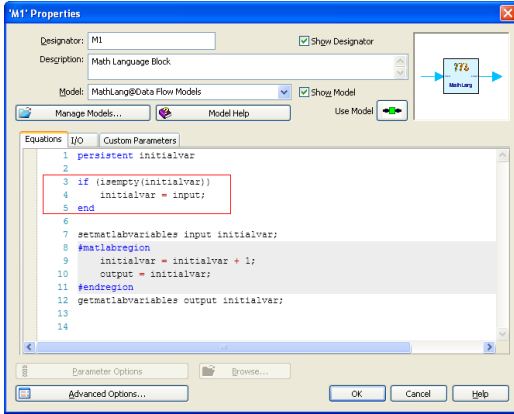 'M1' Properties
Designator: M1
Show Designator
Description: Math Language Block
Model: MathLang@Data Flow Models
Show Model
Manage Models...
Model Help
Use Model
Math Lang
Equations I/O Custom Parameters
1 persistent initialvar
2
3 if (isempty(initialvar))
4 initialvar = input;
5 end
6
7 setmatlabvariables input initialvar;
8 #matlabregion
9 initialvar = initialvar + 1;
10 output = initialvar;
11 #endregion
12 getmatlabvariables output initialvar;
13
14
Parameter Options
Browse...
Advanced Options...
OK
Cancel
Help